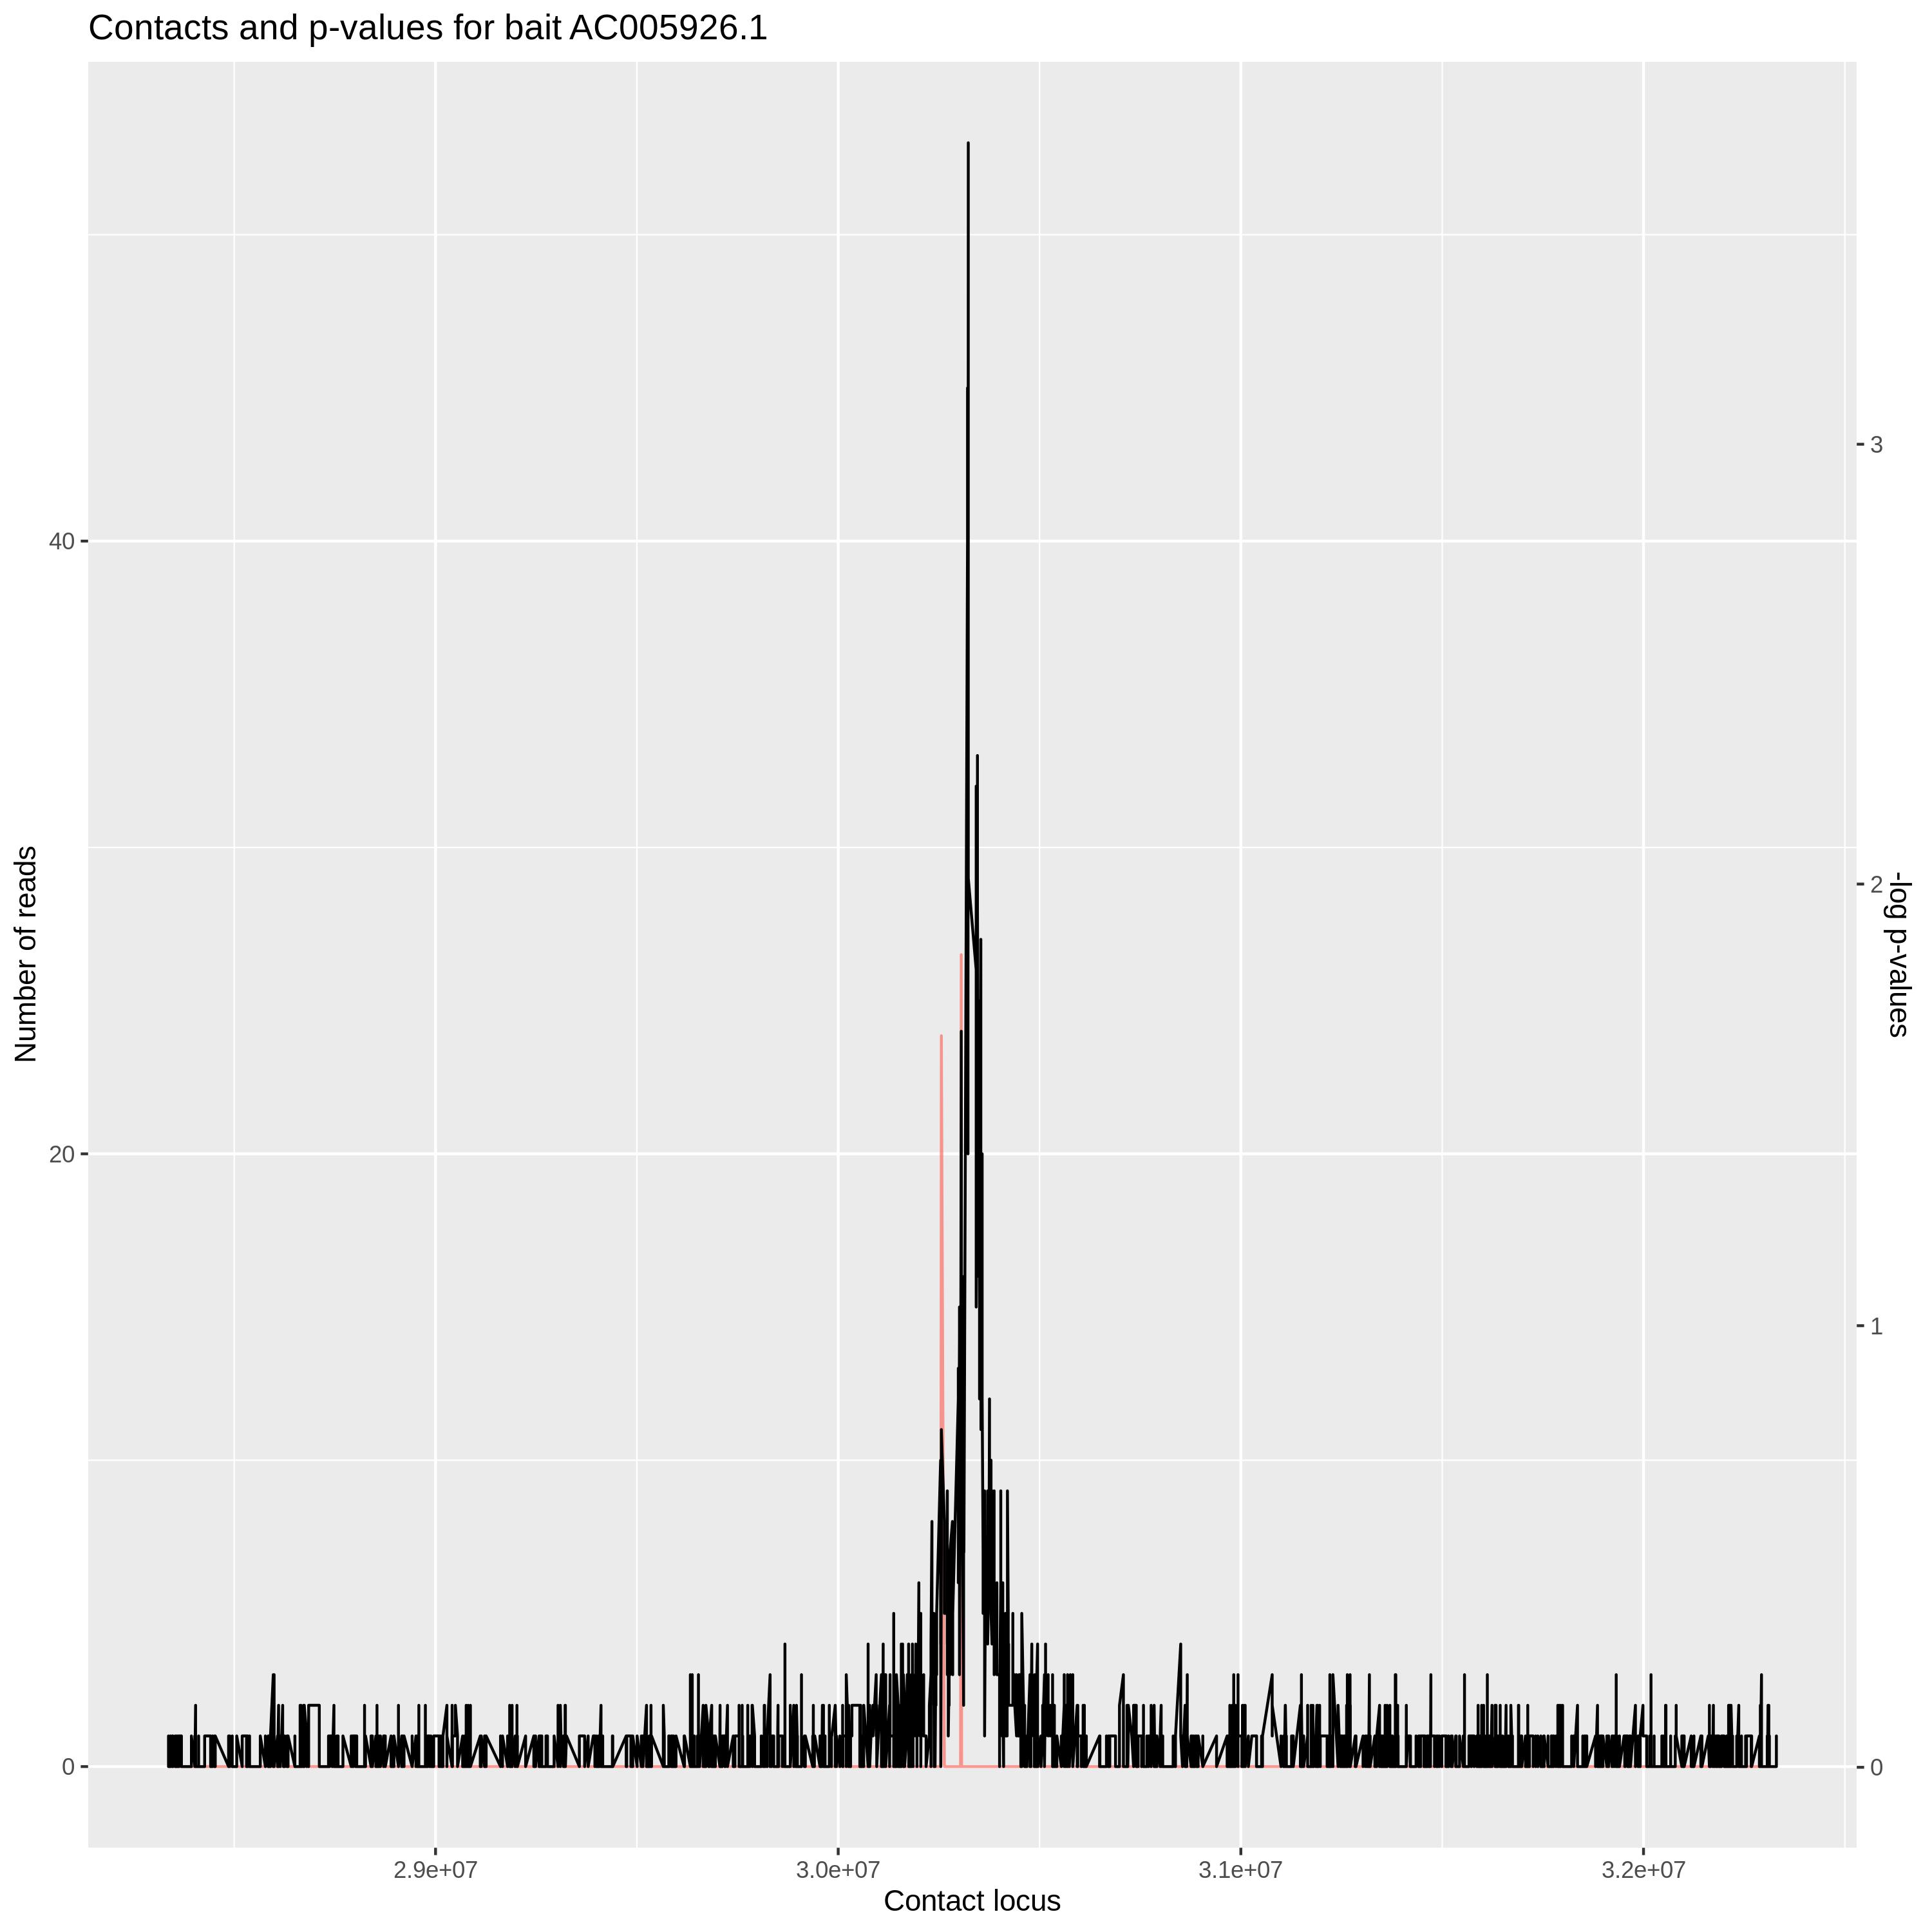 Contacts and p-values for bait AC005926.1
Number of reads
40
20
0
3
2
1
0
-log p-values
2.9e+07
3.0e+07
3.1e+07
3.2e+07
Contact locus